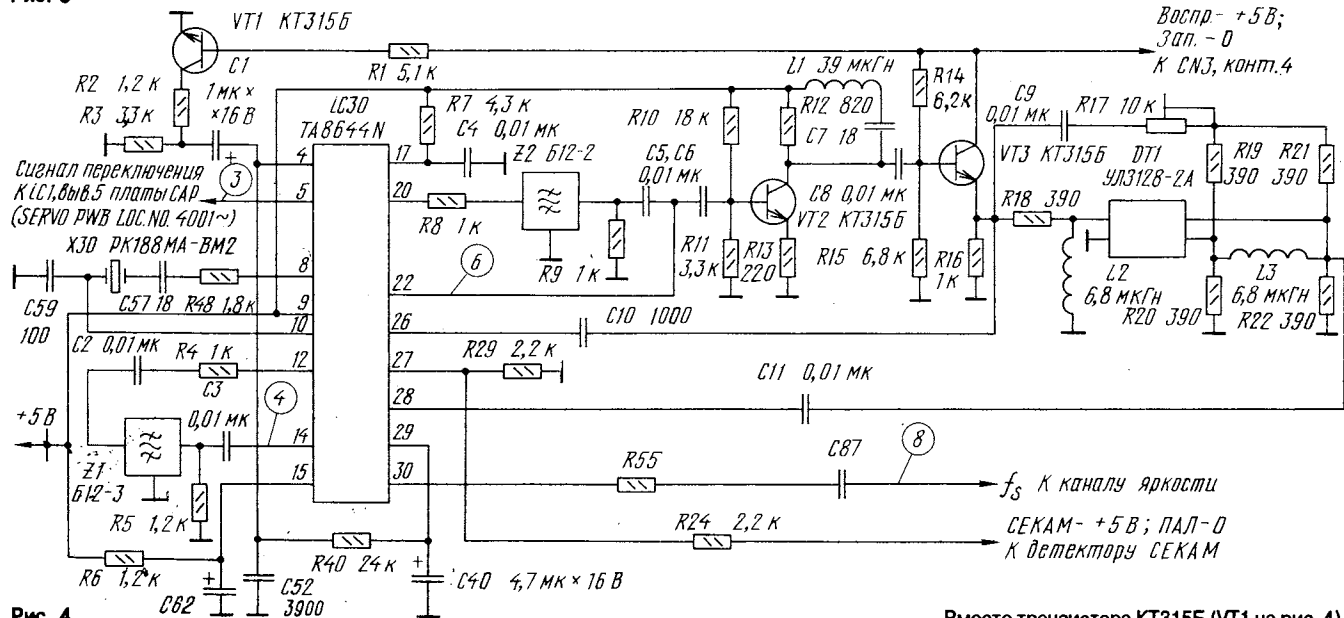 VT1 КТ315Б
C1
1 мк ×
×16 В
R2 1,2 к
R3 3,3 к
R1 5,1 к
Воспр.- +5 В;
Зап. - 0
К CN3, конт.4
LC30
TA8644N
R7 4,3 к
C4
0,01 мк
Z2 Б12-2
R8 1 к
R9 1 к
C5, C6
0,01 мк
R10 18 к
R11
3,3 к
L1 39 мкГн
R12 820
C7 18
C8 0,01 мк
VT2 КТ315Б
R13
220
R14
6,2 к
R15 6,8 к
R16
1 к
VT3 КТ315Б
C9
0,01 мк
R17 10 к
R18 390
DT1
УЛЗ128-2А
R19
390
R21
390
L2
6,8 мкГн
L3
6,8 мкГн
R20 390
R22 390
Сигнал переключения
К iC1, выв.5 платы САР
(SERVO PWB LOC.NO. 4001~)
3
X30 РК188МА-ВМ2
C59
100
C57 18
R48 1,8 к
C2 0,01 мк
R4 1 к
C3
0,01 мк
4
+5 В
Z1
Б12-3
R5 1,2 к
R6 1,2 к
C62
C52
3900
R40 24 к
C40 4,7 мк × 16 В
4
5
8
9
10
12
14
15
17
20
22
26
27
28
29
30
6
C10 1000
R29 2,2 к
C11 0,01 мк
R55
C87
8
fs К каналу яркости
R24 2,2 к
СЕКАМ- +5 В; ПАЛ-0
К детектору СЕКАМ
Рис. 4
Вместо транзистора КТ315Б (VT1 на рис. 4)